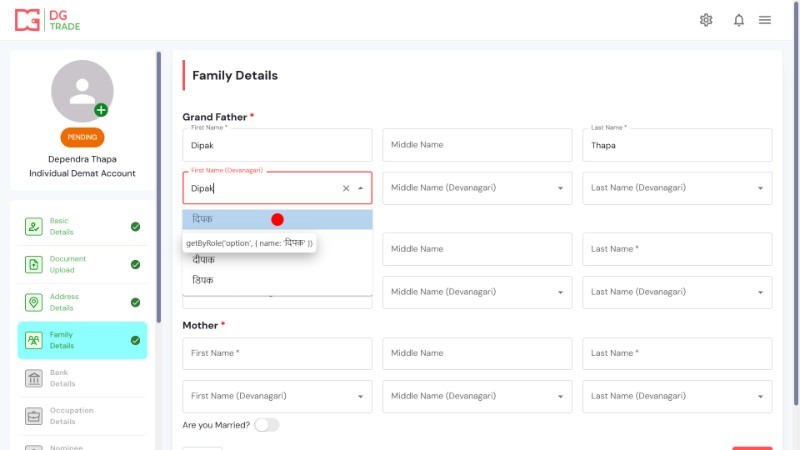 DG
TRADE
PENDING
Dependra Thapa
Individual Demat Account
Basic
Details
Document
Upload
Address
Details
Family
Details
Bank
Details
Occupation
Details
Nominee
Family Details
Grand Father *
First Name *
Dipak
Middle Name
Last Name *
Thapa
First Name (Devanagari)
Dipak
Middle Name (Devanagari)
Last Name (Devanagari)
दिपक
getByRole('option', { name: 'दिपक' })
दीपाक
ठिपक
Middle Name
Last Name *
Middle Name (Devanagari)
Last Name (Devanagari)
Mother *
First Name *
Middle Name
Last Name *
First Name (Devanagari)
Middle Name (Devanagari)
Last Name (Devanagari)
Are you Married?